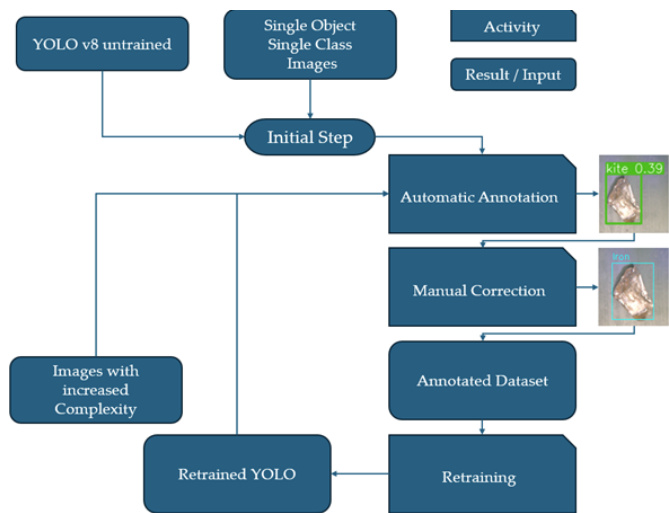 YOLO v8 untrained
Single Object
Single Class
Images
Activity
Result / Input
Initial Step
Automatic Annotation
kite 0.39
Manual Correction
Images with
increased
Complexity
Annotated Dataset
Retrained YOLO
Retraining